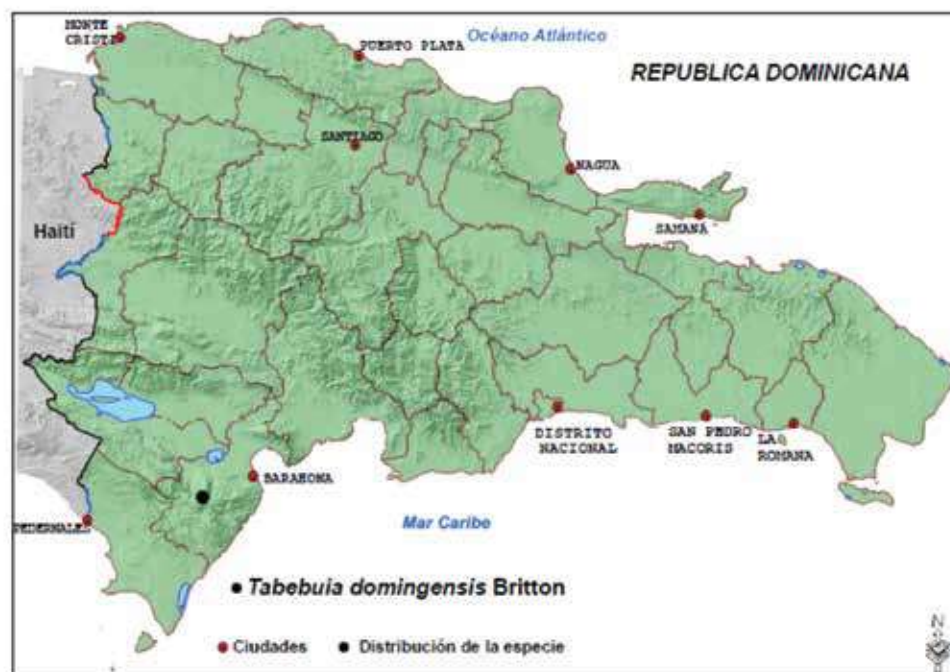 MONTE
CRISTI
PUERTO PLATA
Océano Atlántico
REPUBLICA DOMINICANA
SANTIAGO
NAGUA
SAMANÁ
Haití
DISTRITO
NACIONAL
SAN PEDRO
MACORIS
LA
ROMANA
BARAHONA
PEDERNALES
Mar Caribe
• Tabebuia domingensis Britton
Ciudades
Distribución de la especie
N